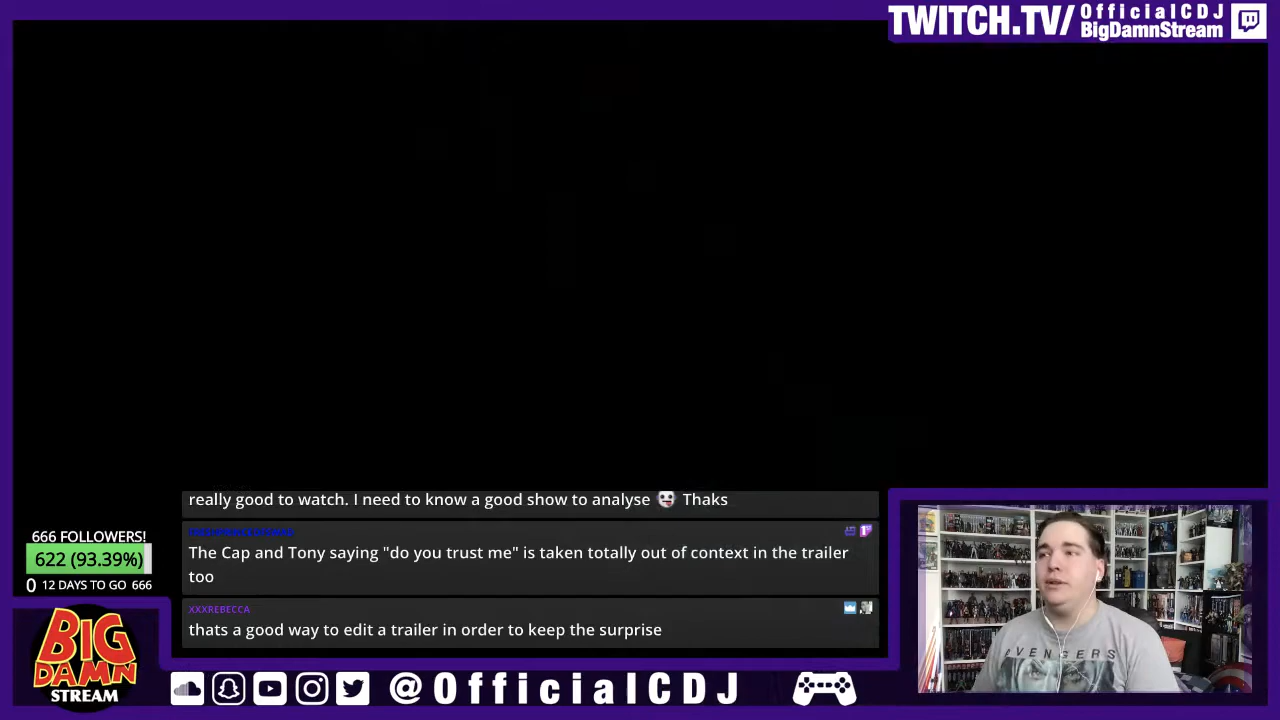 TWITCH.TV/
OfficialCDJ
BigDamnStream
really good to watch. I need to know a good show to analyse Thaks
The Cap and Tony saying "do you trust me" is taken totally out of context in the trailer
too
XXXREBECCA
thats a good way to edit a trailer in order to keep the surprise
666 FOLLOWERS!
622 (93.39%)
0 12 DAYS TO GO 666
BIG
DAMN
STREAM
@OfficialCDJ
AVENGERS